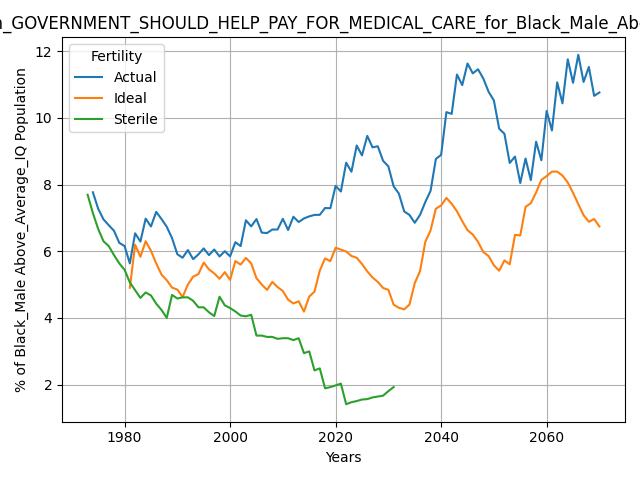 _GOVERNMENT_SHOULD_HELP_PAY_FOR_MEDICAL_CARE_for_Black_Male_Abo
Fertility
Actual
Ideal
Sterile
% of Black_Male Above_Average_IQ Population
12
10
8
6
4
2
1980
2000
2020
2040
2060
Years